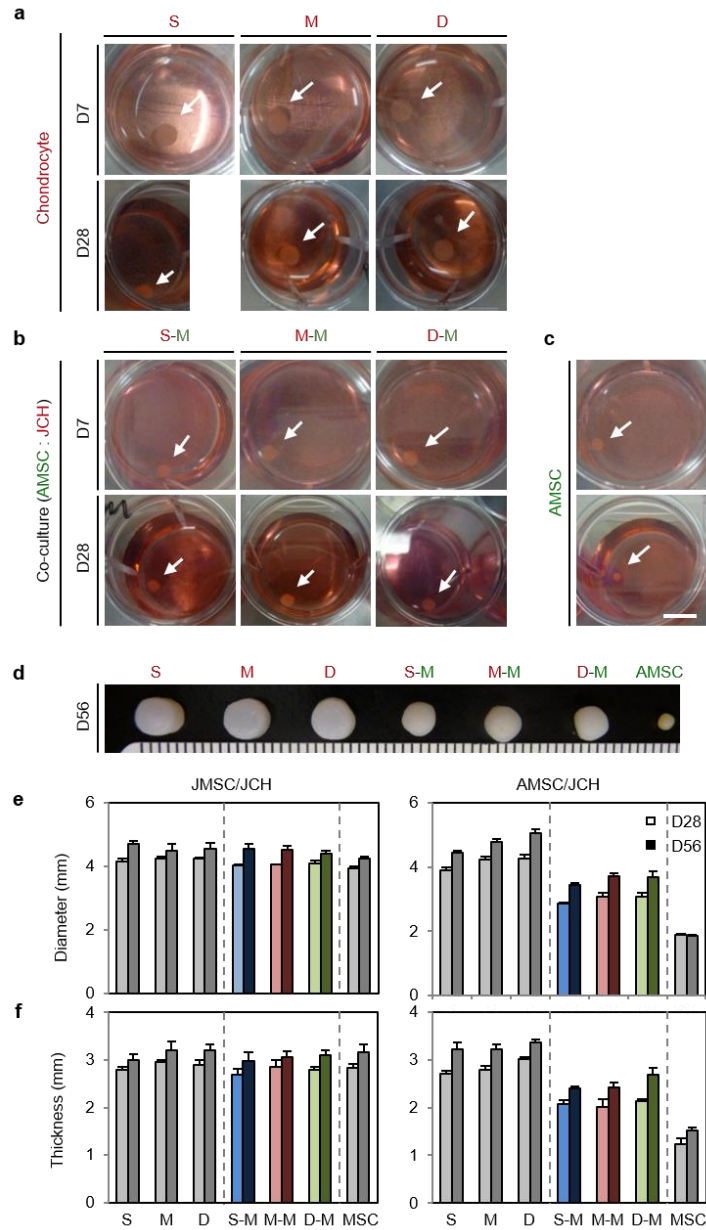 a
S M D
Chondrocyte
D7
D28
b
S-M M-M D-M
Co-culture (AMSC : JCH)
D7
D28
c
AMSC
d
S M D S-M M-M D-M AMSC
D56
e
JMSC/JCH AMSC/JCH
Diameter (mm)
6
4
2
0
6
4
2
0
D28
D56
f
Thickness (mm)
4
3
2
1
0
4
3
2
1
0
S M D S-M M-M D-M MSC
S M D S-M M-M D-M MSC